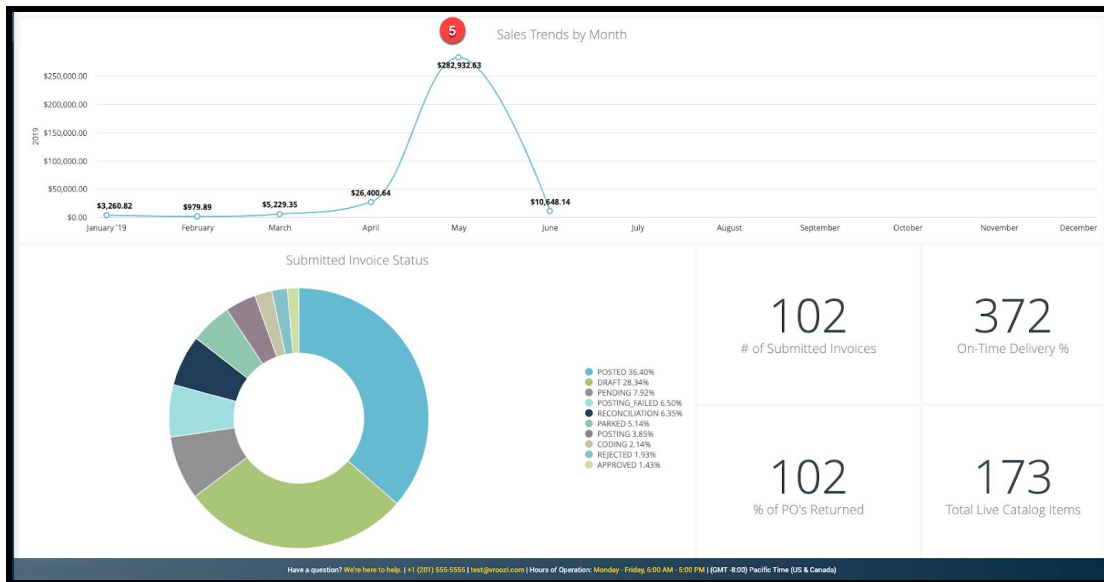 5
Sales Trends by Month
$282,932.63
$250,000.00
$200,000.00
$150,000.00
2019
$100,000.00
$50,000.00
$26,400.64
$3,260.82
$979.89
$5,229.35
$10,648.14
$0.00
January '19 February March April May June July August September October November December
Submitted Invoice Status
POSTED 36.40%
DRAFT 28.34%
PENDING 7.92%
POSTING_FAILED 6.50%
RECONCILIATION 6.35%
PARKED 5.14%
POSTING 3.85%
CODING 2.14%
REJECTED 1.93%
APPROVED 1.43%
102
# of Submitted Invoices
372
On-Time Delivery %
102
% of PO's Returned
173
Total Live Catalog Items
Have a question? We're here to help. | +1 (201) 555-5555 | test@vroozi.com | Hours of Operation: Monday - Friday, 6:00 AM - 5:00 PM | (GMT -8:00) Pacific Time (US & Canada)